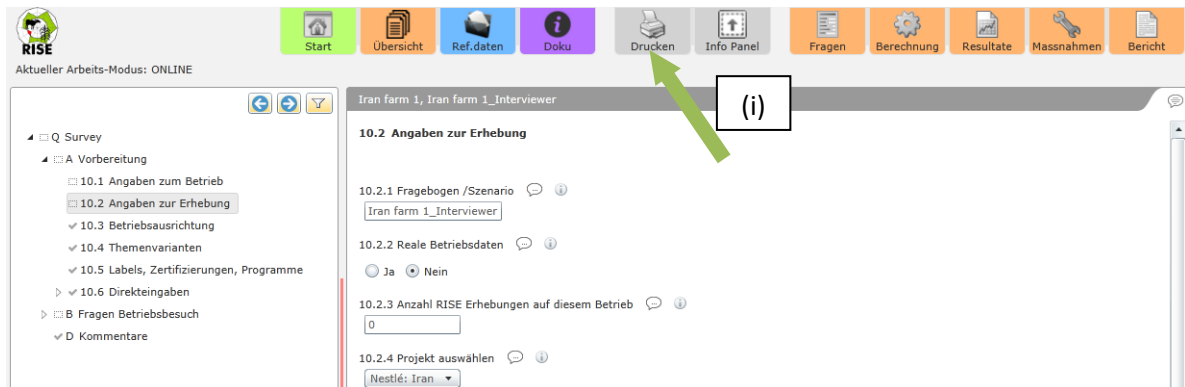 RISE
Start
Übersicht
Ref.daten
Doku
Drucken
Info Panel
Fragen
Berechnung
Resultate
Massnahmen
Bericht
Aktueller Arbeits-Modus: ONLINE
Q Survey
A Vorbereitung
10.1 Angaben zum Betrieb
10.2 Angaben zur Erhebung
10.3 Betriebsausrichtung
10.4 Themenvarianten
10.5 Labels, Zertifizierungen, Programme
10.6 Direkteingaben
B Fragen Betriebsbesuch
D Kommentare
Iran farm 1, Iran farm 1_Interviewer
(i)
10.2 Angaben zur Erhebung
10.2.1 Fragebogen /Szenario
Iran farm 1_Interviewer
10.2.2 Reale Betriebsdaten
Ja Nein
10.2.3 Anzahl RISE Erhebungen auf diesem Betrieb
0
10.2.4 Projekt auswählen
Nestlé: Iran